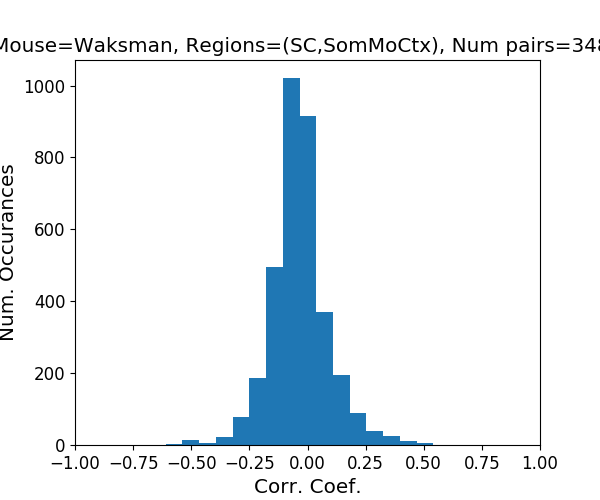 Mouse=Waksman, Regions=(SC,SomMoCtx), Num pairs=348
1000
800
600
400
200
0
Num. Occurances
−1.00 −0.75 −0.50 −0.25 0.00 0.25 0.50 0.75 1.00
Corr. Coef.